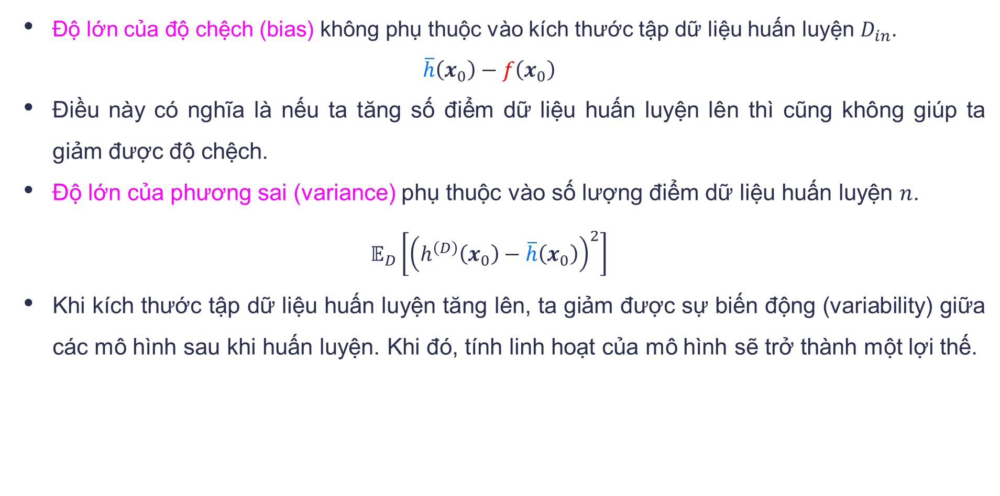 • Độ lớn của độ chệch (bias) không phụ thuộc vào kích thước tập dữ liệu huấn luyện $D_{in}$.
$\bar{h}(\boldsymbol{x}_0) - f(\boldsymbol{x}_0)$
• Điều này có nghĩa là nếu ta tăng số điểm dữ liệu huấn luyện lên thì cũng không giúp ta
giảm được độ chệch.
• Độ lớn của phương sai (variance) phụ thuộc vào số lượng điểm dữ liệu huấn luyện $n$.
$\mathbb{E}_D\left[\left(h^{(D)}(\boldsymbol{x}_0) - \bar{h}(\boldsymbol{x}_0)\right)^2\right]$
• Khi kích thước tập dữ liệu huấn luyện tăng lên, ta giảm được sự biến động (variability) giữa
các mô hình sau khi huấn luyện. Khi đó, tính linh hoạt của mô hình sẽ trở thành một lợi thế.